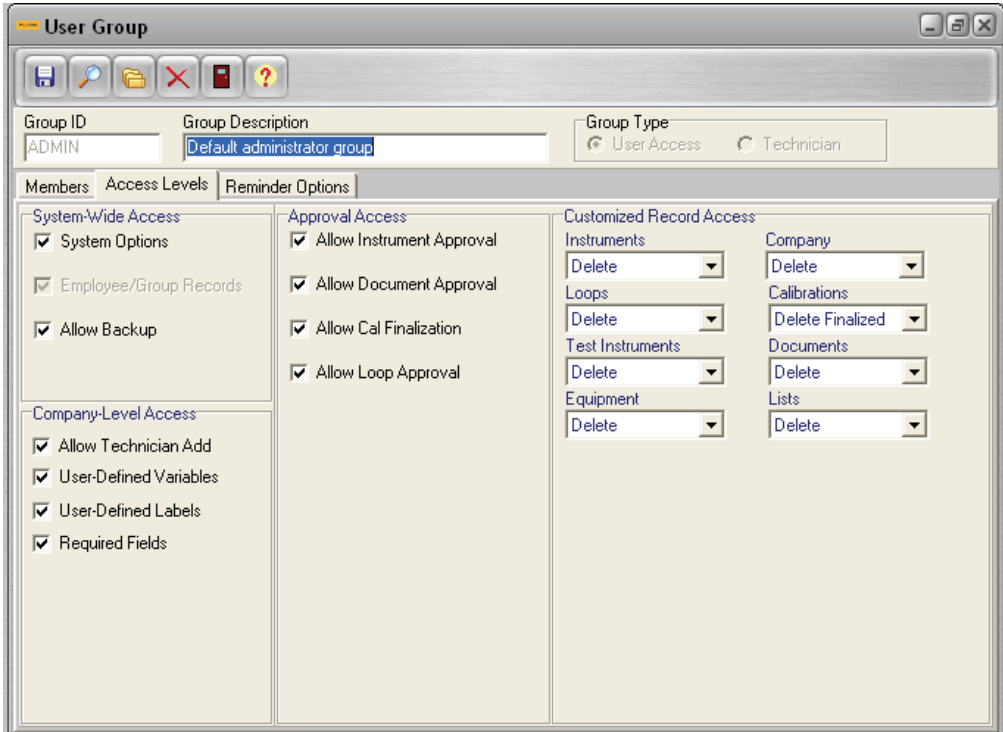 User Group
Group ID
Group Description
Group Type
ADMIN
Default administrator group
User Access
Technician
Members
Access Levels
Reminder Options
System-Wide Access
System Options
Employee/Group Records
Allow Backup
Company-Level Access
Allow Technician Add
User-Defined Variables
User-Defined Labels
Required Fields
Approval Access
Allow Instrument Approval
Allow Document Approval
Allow Cal Finalization
Allow Loop Approval
Customized Record Access
Instruments
Company
Delete
Delete
Loops
Calibrations
Delete
Delete Finalized
Test Instruments
Documents
Delete
Delete
Equipment
Lists
Delete
Delete